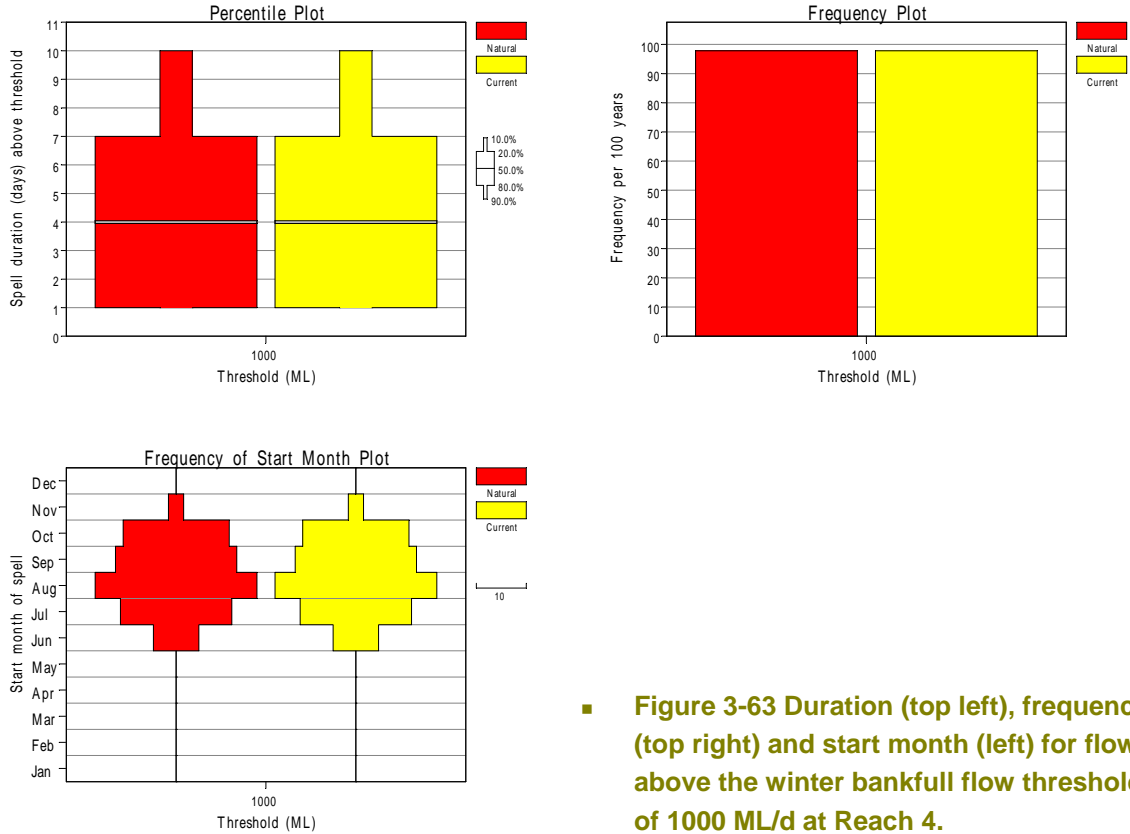 Percentile Plot
Spell duration (days) above threshold
11
10
9
8
7
6
5
4
3
2
1
0
1000
Threshold (ML)
Natural
Current
10.0%
20.0%
50.0%
80.0%
90.0%
Frequency Plot
Frequency per 100 years
100
90
80
70
60
50
40
30
20
10
0
1000
Threshold (ML)
Natural
Current
Frequency of Start Month Plot
Start month of spell
Dec
Nov
Oct
Sep
Aug
Jul
Jun
May
Apr
Mar
Feb
Jan
1000
Threshold (ML)
Natural
Current
10
▪ Figure 3-63 Duration (top left), frequenc
(top right) and start month (left) for flow
above the winter bankfull flow threshol
of 1000 ML/d at Reach 4.